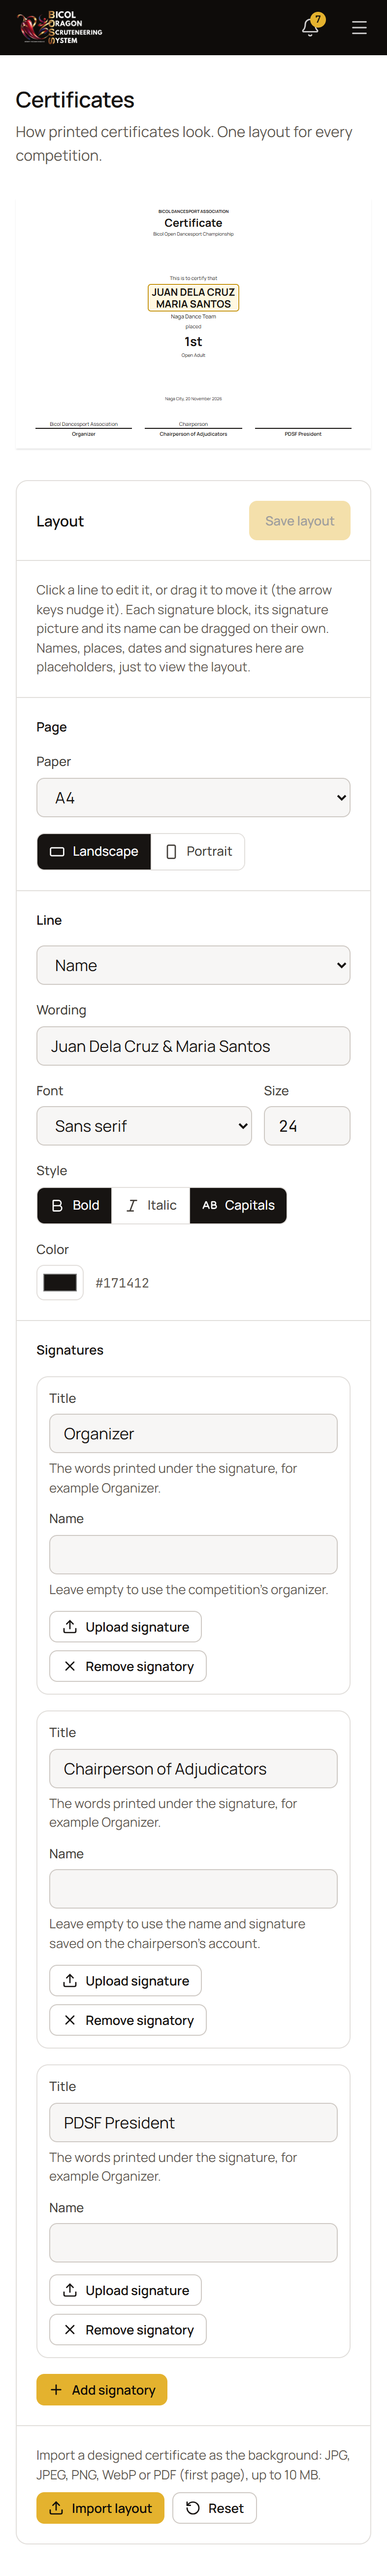 BICOL
DRAGON
SCRUTENEERING
SYSTEM
7
Certificates
How printed certificates look. One layout for every
competition.
BICOL DANCESPORT ASSOCIATION
Certificate
Bicol Open Dancesport Championship
This is to certify that
JUAN DELA CRUZ
MARIA SANTOS
Naga Dance Team
placed
1st
Open Adult
Naga City, 20 November 2026
Bicol Dancesport Association
Chairperson
Organizer
Chairperson of Adjudicators
PDSF President
Layout
Save layout
Click a line to edit it, or drag it to move it (the arrow
keys nudge it). Each signature block, its signature
picture and its name can be dragged on their own.
Names, places, dates and signatures here are
placeholders, just to view the layout.
Page
Paper
A4
Landscape
Portrait
Line
Name
Wording
Juan Dela Cruz & Maria Santos
Font
Size
Sans serif
24
Style
B Bold
I Italic
AB Capitals
Color
#171412
Signatures
Title
Organizer
The words printed under the signature, for
example Organizer.
Name
Leave empty to use the competition's organizer.
Upload signature
Remove signatory
Title
Chairperson of Adjudicators
The words printed under the signature, for
example Organizer.
Name
Leave empty to use the name and signature
saved on the chairperson's account.
Upload signature
Remove signatory
Title
PDSF President
The words printed under the signature, for
example Organizer.
Name
Upload signature
Remove signatory
Add signatory
Import a designed certificate as the background: JPG,
JPEG, PNG, WebP or PDF (first page), up to 10 MB.
Import layout
Reset